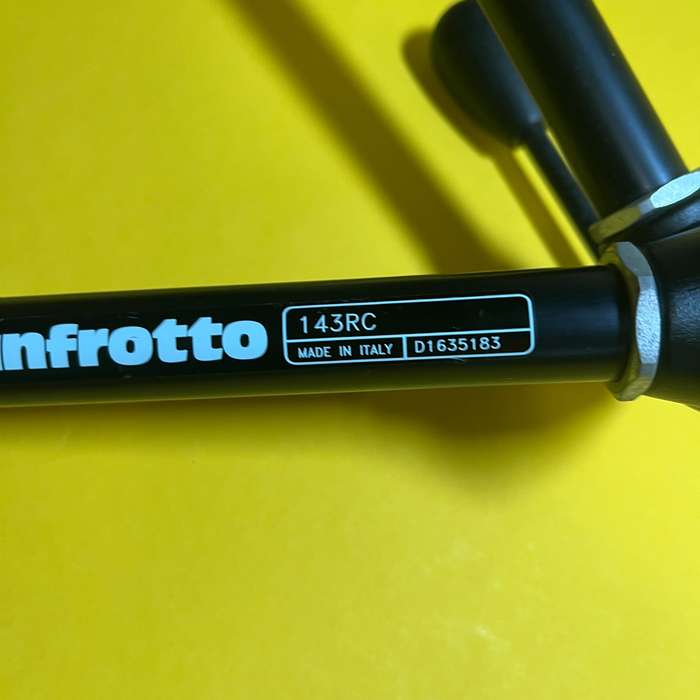 nfrotto
143RC
MADE IN ITALY D1635183